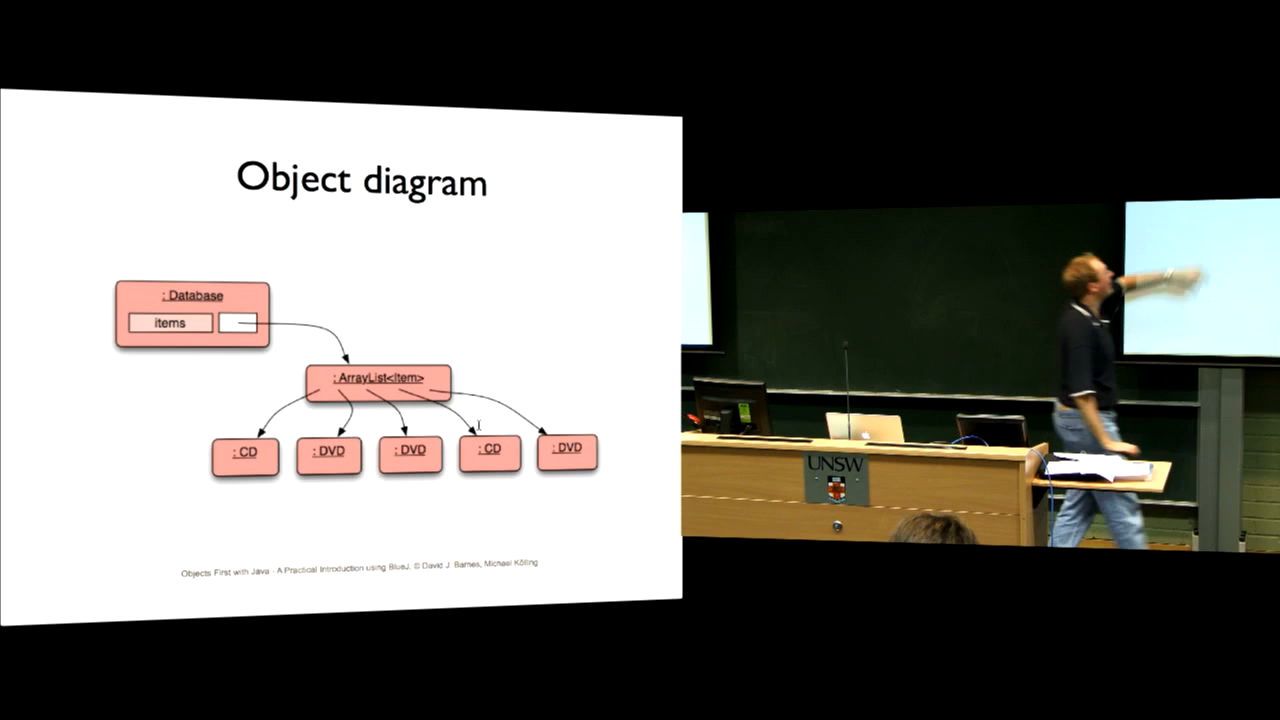 Object diagram
: Database
items
: ArrayList<Item>
: CD
: DVD
: DVD
: CD
: DVD
Objects First with Java - A Practical Introduction using BlueJ, © David J. Barnes, Michael Kölling
UNSW